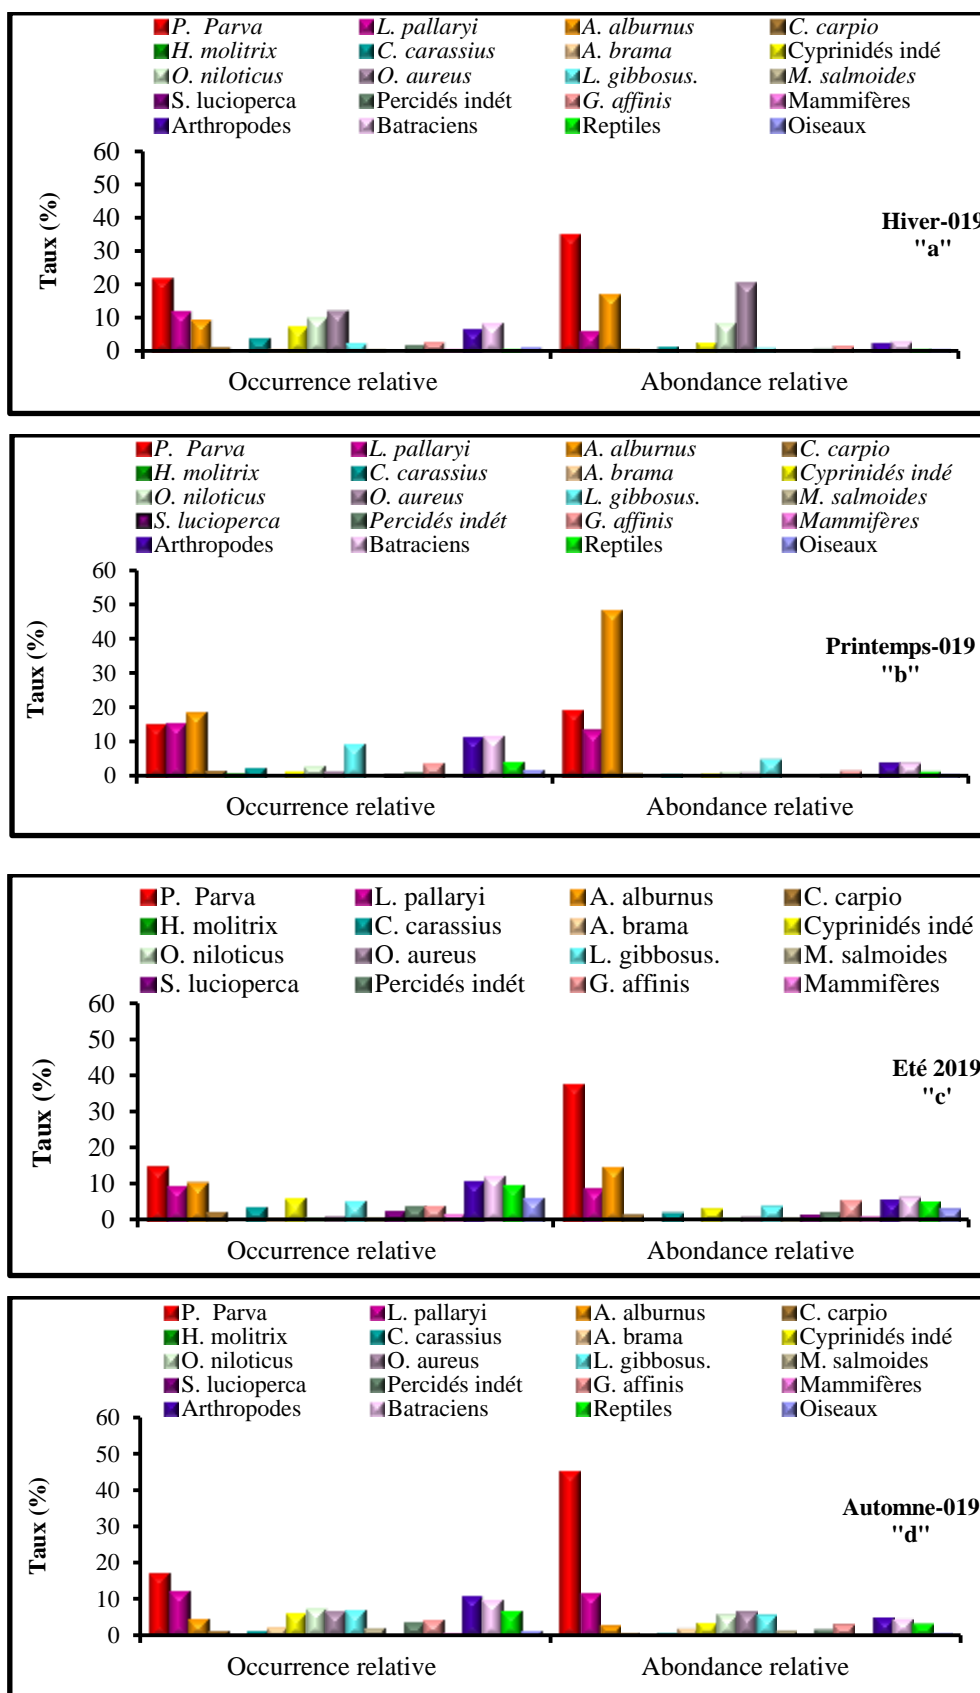 P. Parva L. pallaryi A. alburnus C. carpio
H. molitrix C. carassius A. brama Cyprinidés indé
O. niloticus O. aureus L. gibbosus. M. salmoides
S. lucioperca Percidés indét G. affinis Mammifères
Arthropodes Batraciens Reptiles Oiseaux
60
50
40
30
20
10
0
Taux (%)
Hiver-019
"a"
Occurrence relative Abondance relative
P. Parva L. pallaryi A. alburnus C. carpio
H. molitrix C. carassius A. brama Cyprinidés indé
O. niloticus O. aureus L. gibbosus. M. salmoides
S. lucioperca Percidés indét G. affinis Mammifères
Arthropodes Batraciens Reptiles Oiseaux
60
50
40
30
20
10
0
Taux (%)
Printemps-019
"b"
Occurrence relative Abondance relative
P. Parva L. pallaryi A. alburnus C. carpio
H. molitrix C. carassius A. brama Cyprinidés indé
O. niloticus O. aureus L. gibbosus. M. salmoides
S. lucioperca Percidés indét G. affinis Mammifères
60
50
40
30
20
10
0
Taux (%)
Eté 2019
"c'
Occurrence relative Abondance relative
P. Parva L. pallaryi A. alburnus C. carpio
H. molitrix C. carassius A. brama Cyprinidés indé
O. niloticus O. aureus L. gibbosus. M. salmoides
S. lucioperca Percidés indét G. affinis Mammifères
Arthropodes Batraciens Reptiles Oiseaux
60
50
40
30
20
10
0
Taux (%)
Automne-019
"d"
Occurrence relative Abondance relative